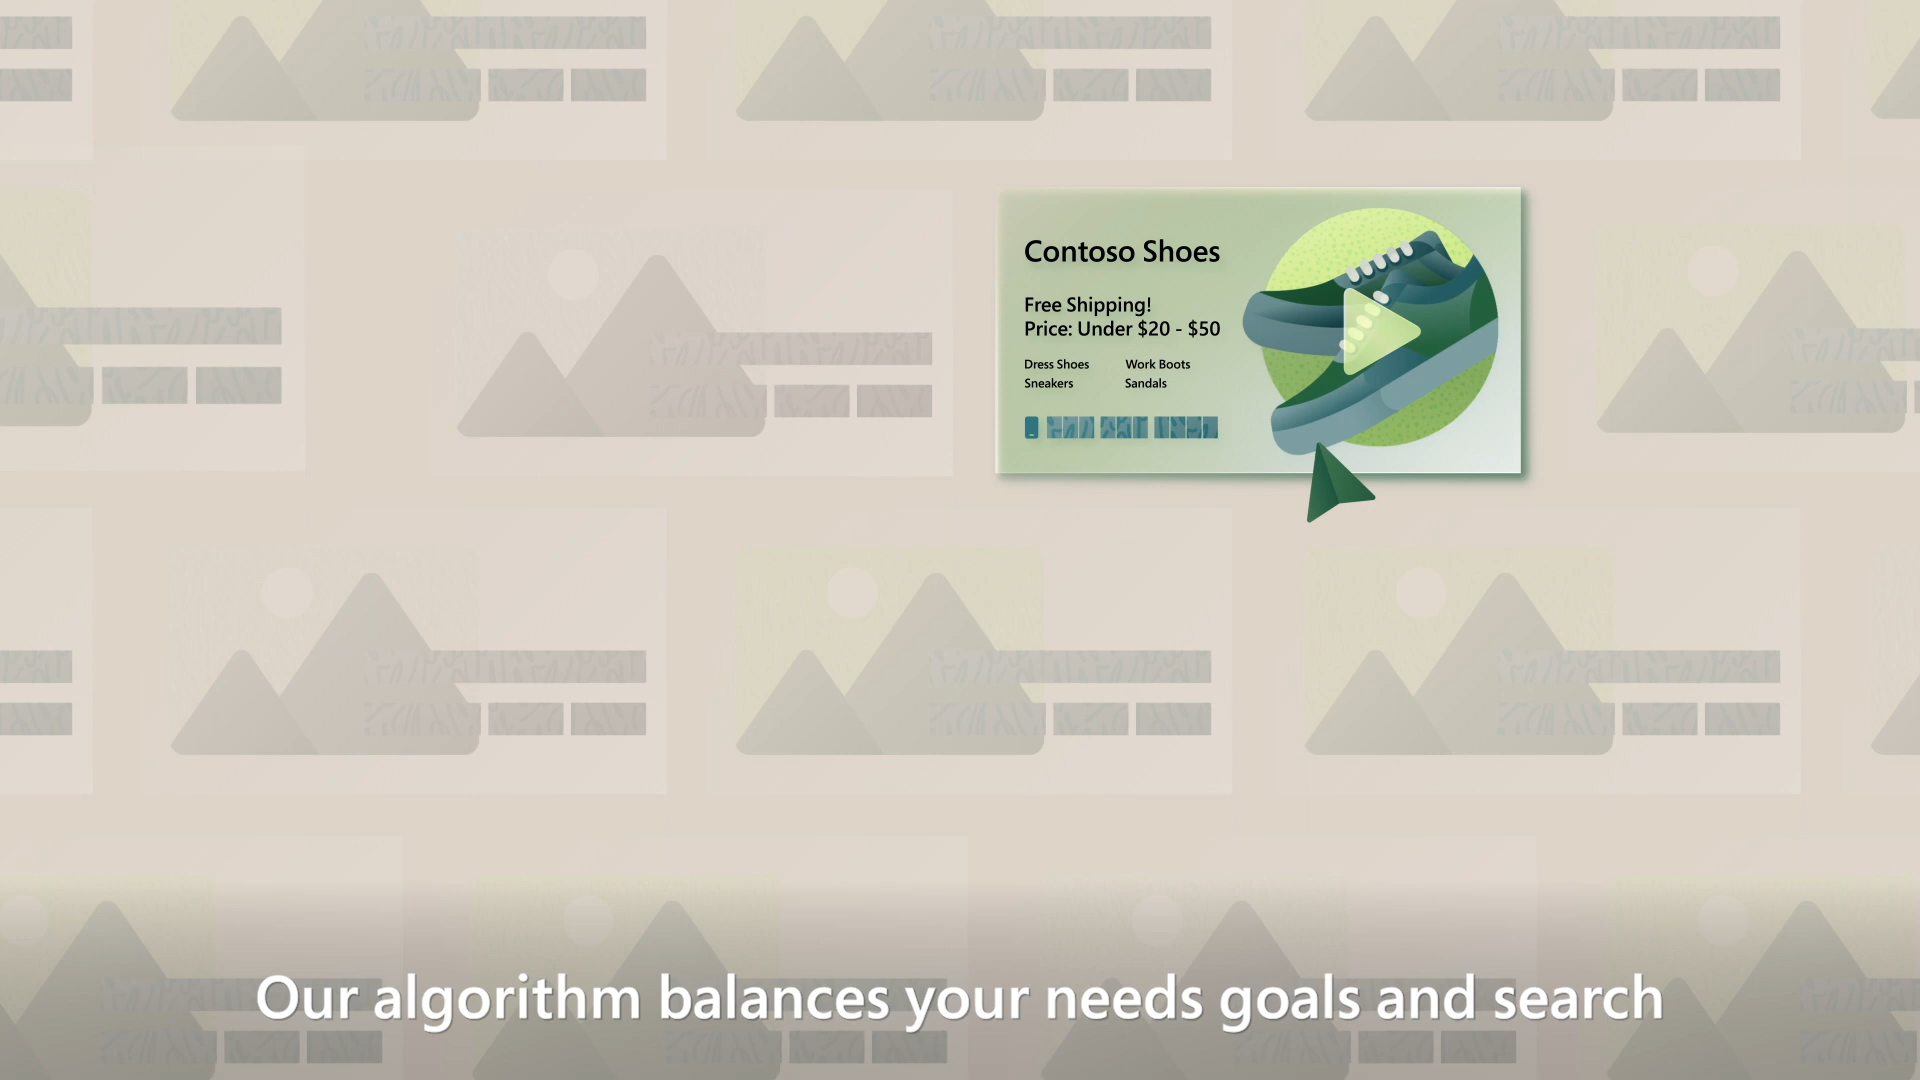 Contoso Shoes
Free Shipping!
Price: Under $20 - $50
Dress Shoes
Work Boots
Sneakers
Sandals
Our algorithm balances your needs goals and search